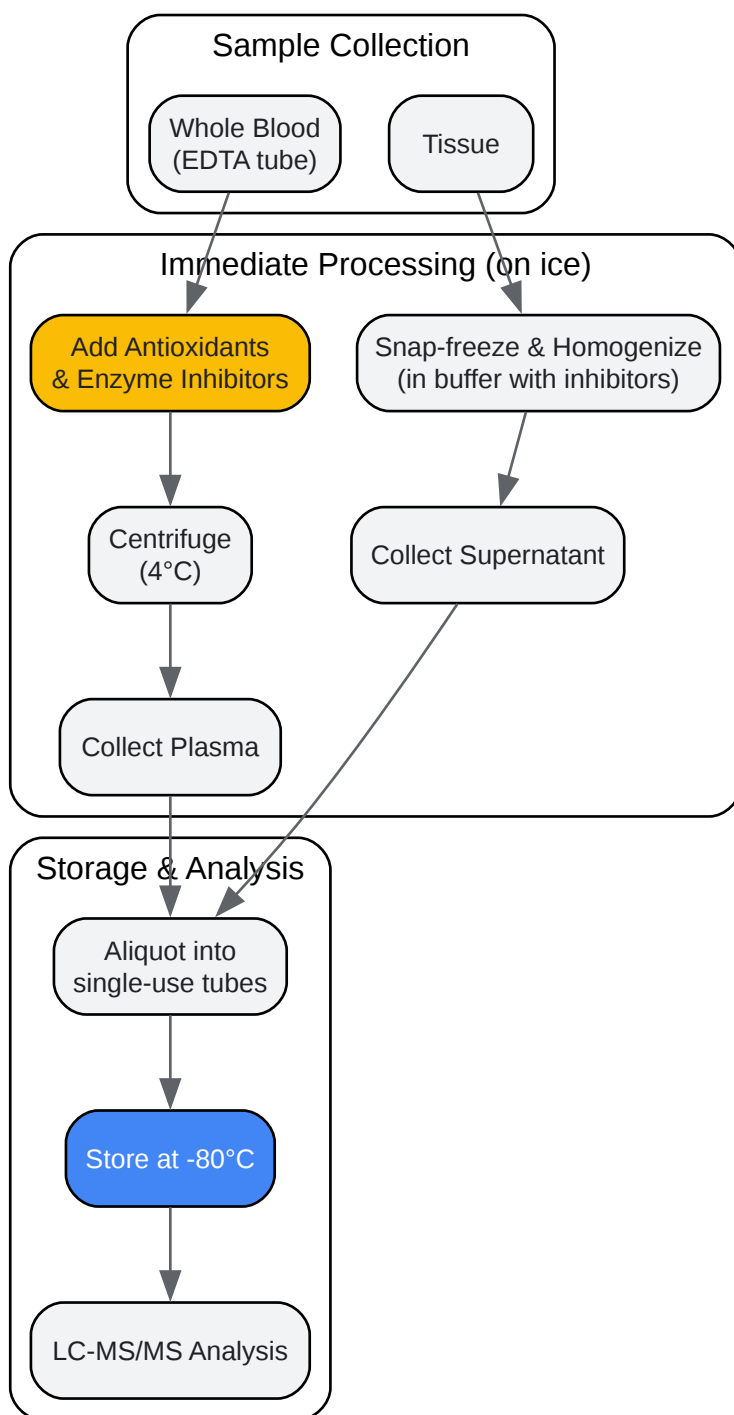 Sample Collection
Whole Blood
(EDTA tube)
Tissue
Immediate Processing (on ice)
Add Antioxidants
& Enzyme Inhibitors
Snap-freeze & Homogenize
(in buffer with inhibitors)
Centrifuge
(4°C)
Collect Supernatant
Collect Plasma
Storage & Analysis
Aliquot into
single-use tubes
Store at -80°C
LC-MS/MS Analysis